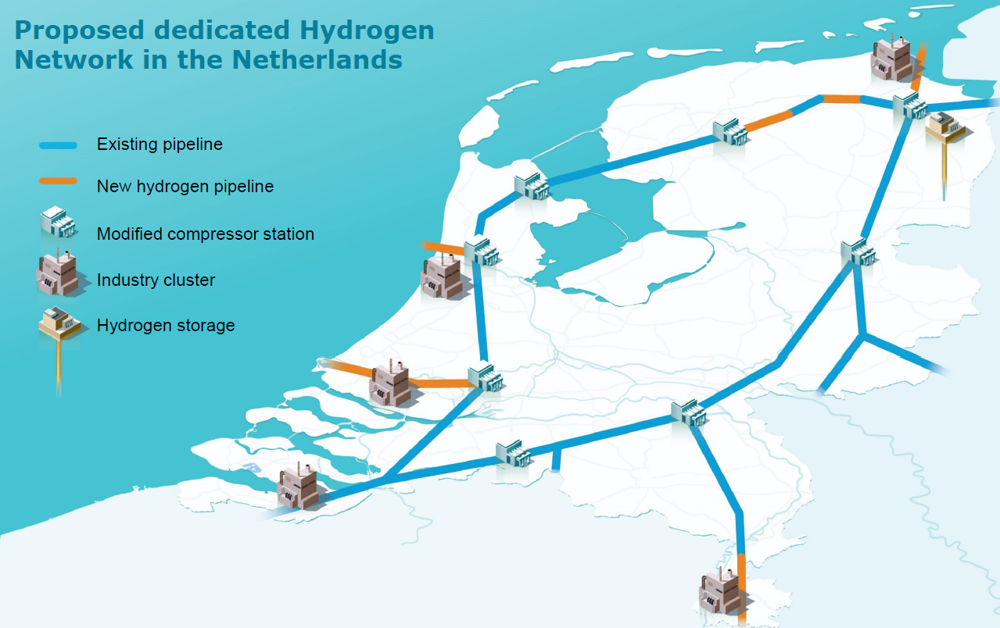 Proposed dedicated Hydrogen
Network in the Netherlands
Existing pipeline
New hydrogen pipeline
Modified compressor station
Industry cluster
Hydrogen storage